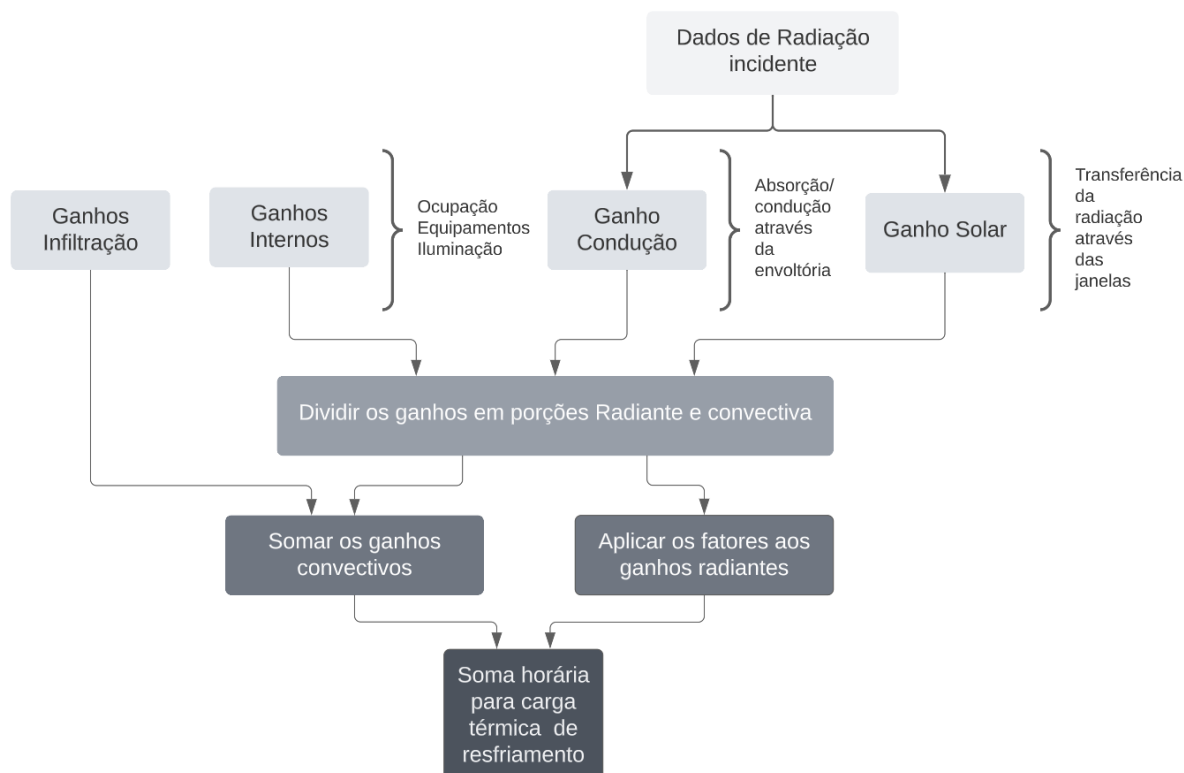 Dados de Radiação
incidente
Ganhos
Infiltração
Ganhos
Internos
Ocupação
Equipamentos
Iluminação
Ganho
Condução
Absorção/
condução
através
da
envoltória
Ganho Solar
Transferência
da
radiação
através
das
janelas
Dividir os ganhos em porções Radiante e convectiva
Somar os ganhos
convectivos
Aplicar os fatores aos
ganhos radiantes
Soma horária
para carga
térmica de
resfriamento